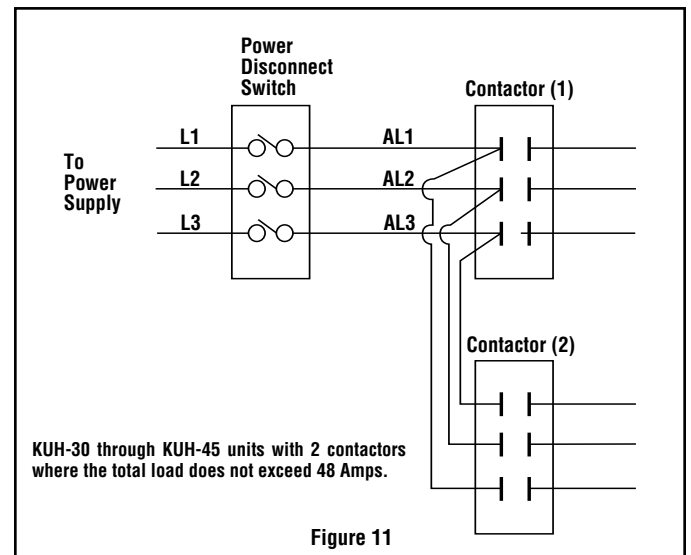 Power
Disconnect
Switch
Contactor (1)
L1
AL1
To
Power
Supply
L2
AL2
L3
AL3
Contactor (2)
KUH-30 through KUH-45 units with 2 contactors
where the total load does not exceed 48 Amps.
Figure 11